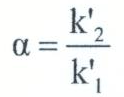 α = k'₂ / k'₁